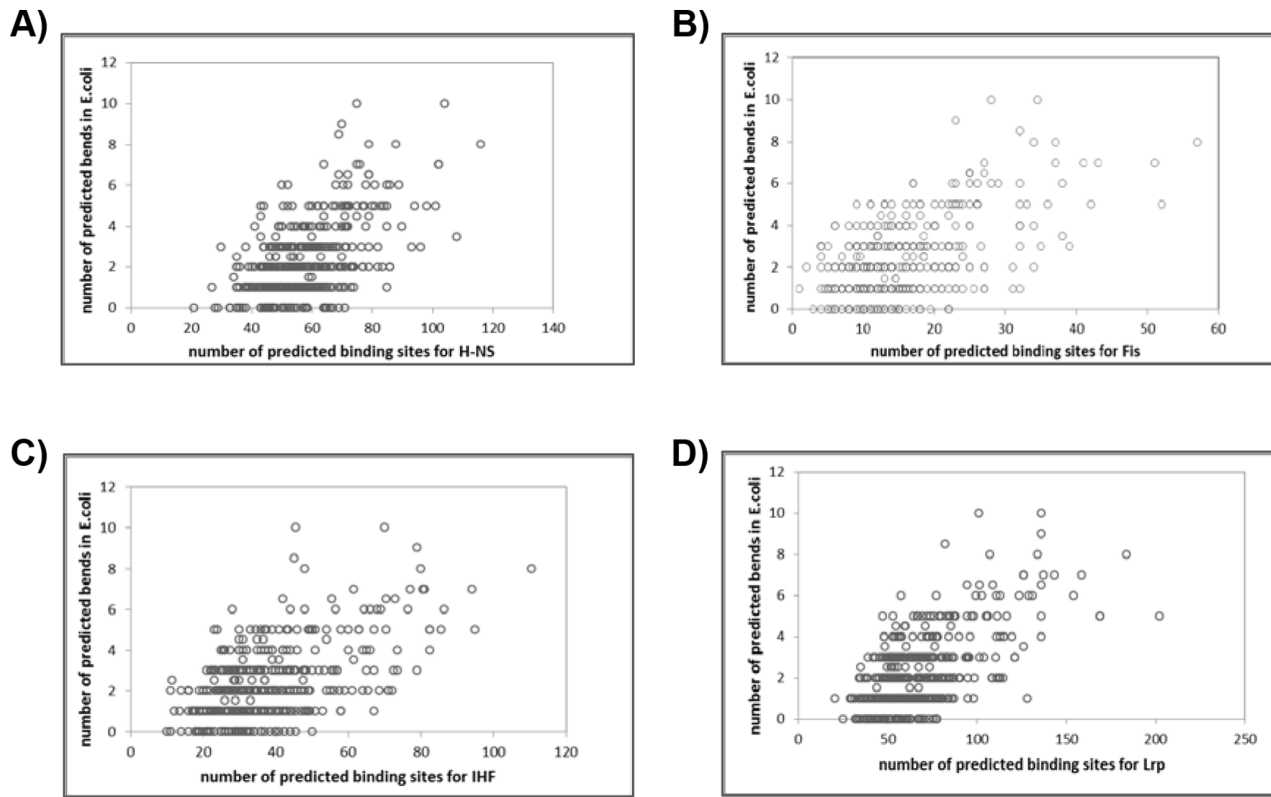 A)
number of predicted bends in E.coli
12
10
8
6
4
2
0
0 20 40 60 80 100 120 140
number of predicted binding sites for H-NS
B)
number of predicted bends in E.coli
12
10
8
6
4
2
0
0 10 20 30 40 50 60
number of predicted binding sites for Fis
C)
number of predicted bends in E.coli
12
10
8
6
4
2
0
0 20 40 60 80 100 120
number of predicted binding sites for IHF
D)
number of predicted bends in E.coli
12
10
8
6
4
2
0
0 50 100 150 200 250
number of predicted binding sites for Lrp